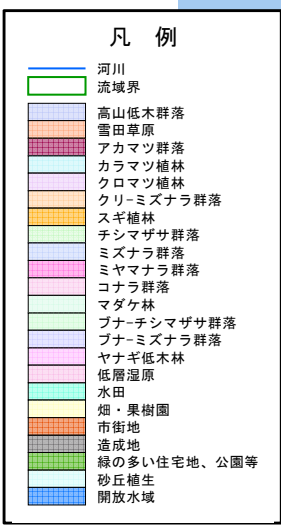 凡 例
河川
流域界
高山低木群落
雪田草原
アカマツ群落
カラマツ植林
クロマツ植林
クリ−ミズナラ群落
スギ植林
チシマザサ群落
ミズナラ群落
ミヤマナラ群落
コナラ群落
マダケ林
ブナ−チシマザサ群落
ブナ−ミズナラ群落
ヤナギ低木林
低層湿原
水田
畑・果樹園
市街地
造成地
緑の多い住宅地、公園等
砂丘植生
開放水域